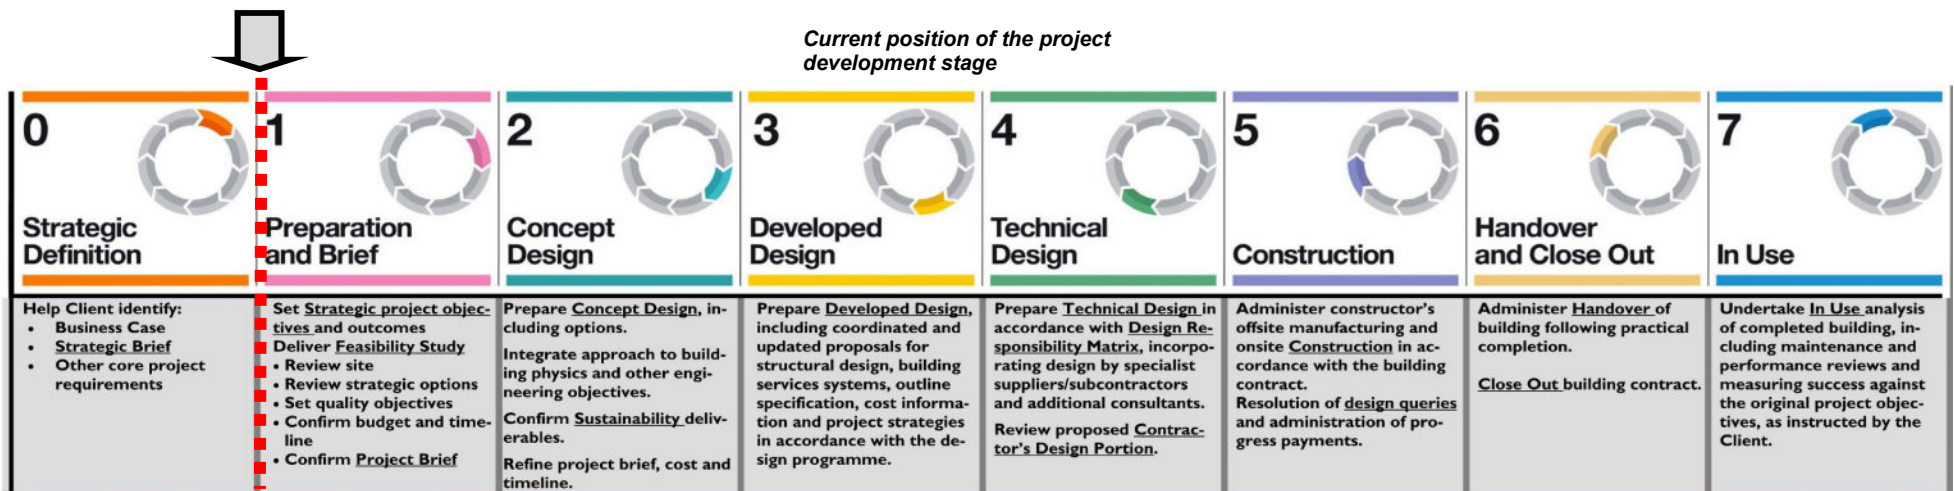 Current position of the project
development stage
0
Strategic
Definition
Help Client identify:
• Business Case
• Strategic Brief
• Other core project
requirements
1
Preparation
and Brief
Set Strategic project objec-
tives and outcomes
Deliver Feasibility Study
• Review site
• Review strategic options
• Set quality objectives
• Confirm budget and time-
line
• Confirm Project Brief
2
Concept
Design
Prepare Concept Design, in-
cluding options.
Integrate approach to build-
ing physics and other engi-
neering objectives.
Confirm Sustainability deliv-
erables.
Refine project brief, cost and
timeline.
3
Developed
Design
Prepare Developed Design,
including coordinated and
updated proposals for
structural design, building
services systems, outline
specification, cost informa-
tion and project strategies
in accordance with the de-
sign programme.
4
Technical
Design
Prepare Technical Design in
accordance with Design Re-
sponsibility Matrix, incorpo-
rating design by specialist
suppliers/subcontractors
and additional consultants.
Review proposed Contrac-
tor's Design Portion.
5
Construction
Administer constructor's
offsite manufacturing and
onsite Construction in ac-
cordance with the building
contract.
Resolution of design queries
and administration of pro-
gress payments.
6
Handover
and Close Out
Administer Handover of
building following practical
completion.
Close Out building contract.
7
In Use
Undertake In Use analysis
of completed building, in-
cluding maintenance and
performance reviews and
measuring success against
the original project objec-
tives, as instructed by the
Client.